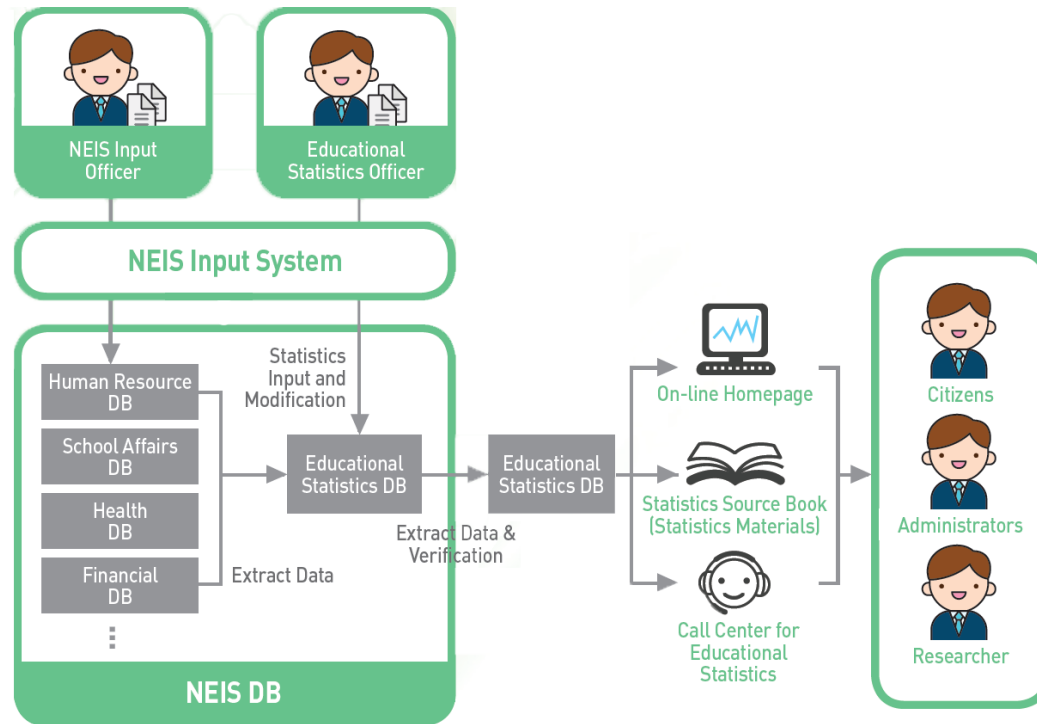 NEIS Input
Officer
Educational
Statistics Officer
NEIS Input System
Statistics
Input and
Modification
Human Resource
DB
School Affairs
DB
Health
DB
Financial
DB
Extract Data
Educational
Statistics DB
Extract Data &
Verification
NEIS DB
Educational
Statistics DB
On-line Homepage
Statistics Source Book
(Statistics Materials)
Call Center for
Educational
Statistics
Citizens
Administrators
Researcher